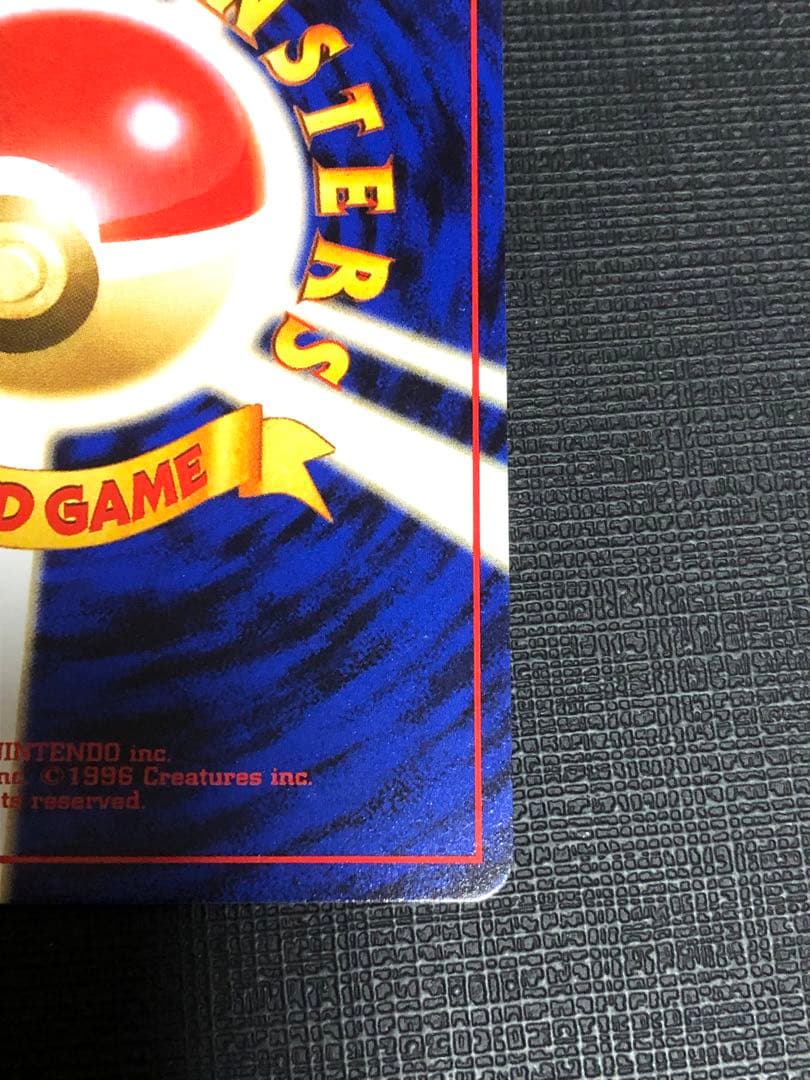 NSTERS
D GAME
NINTENDO inc.
nc. ©1996 Creatures inc.
ts reserved.